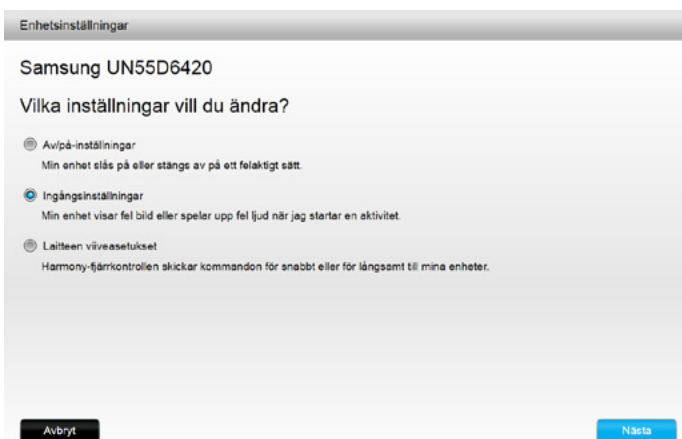 Enhetsinställningar
Samsung UN55D6420
Vilka inställningar vill du ändra?
Av/på-inställningar
Min enhet slås på eller stängs av på ett felaktigt sätt.
Ingångsinställningar
Min enhet visar fel bild eller spelar upp fel ljud när jag startar en aktivitet.
Laitteen viiveasetukset
Harmony-fjärrkontrollen skickar kommandon för snabbt eller för långsamt till mina enheter.
Avbryt
Nästa